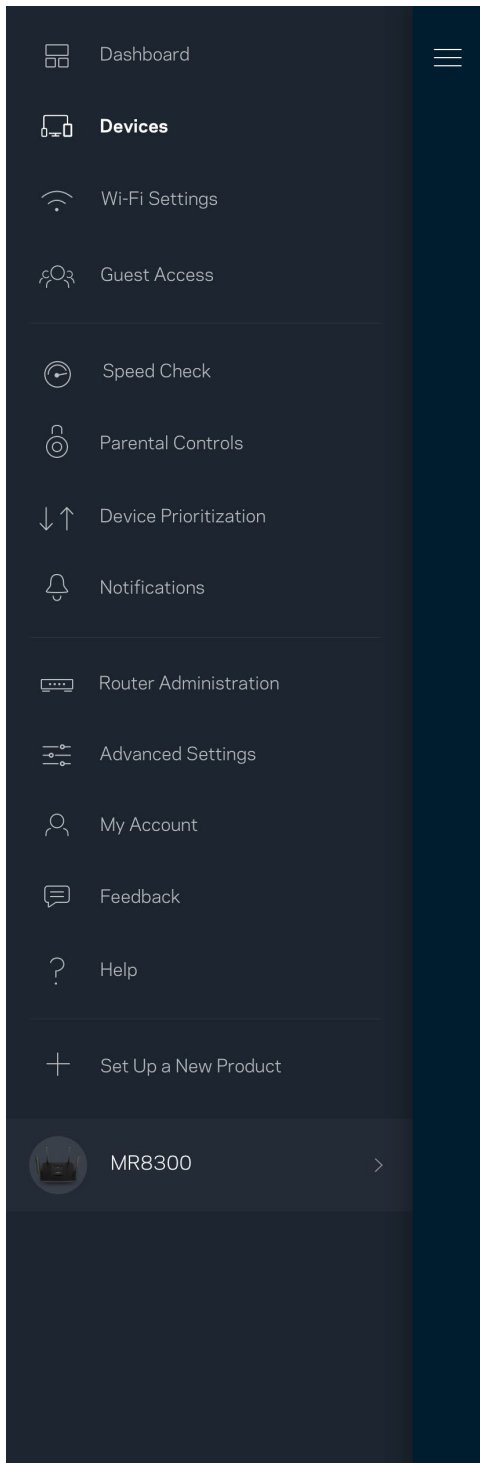 Dashboard
Devices
Wi-Fi Settings
Guest Access
Speed Check
Parental Controls
Device Prioritization
Notifications
Router Administration
Advanced Settings
My Account
Feedback
Help
Set Up a New Product
MR8300